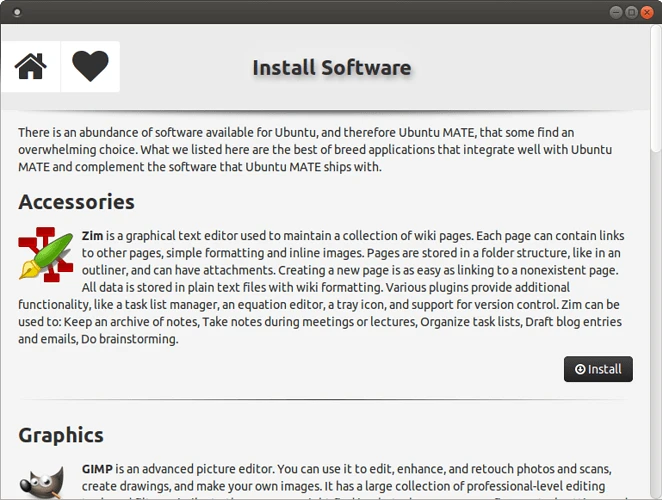 Install Software
There is an abundance of software available for Ubuntu, and therefore Ubuntu MATE, that some find an
overwhelming choice. What we listed here are the best of breed applications that integrate well with Ubuntu
MATE and complement the software that Ubuntu MATE ships with.
Accessories
Zim is a graphical text editor used to maintain a collection of wiki pages. Each page can contain links
to other pages, simple formatting and inline images. Pages are stored in a folder structure, like in an
outliner, and can have attachments. Creating a new page is as easy as linking to a nonexistent page.
All data is stored in plain text files with wiki formatting. Various plugins provide additional
functionality, like a task list manager, an equation editor, a tray icon, and support for version control. Zim can be
used to: Keep an archive of notes, Take notes during meetings or lectures, Organize task lists, Draft blog entries
and emails, Do brainstorming.
Install
Graphics
GIMP is an advanced picture editor. You can use it to edit, enhance, and retouch photos and scans,
create drawings, and make your own images. It has a large collection of professional-level editing